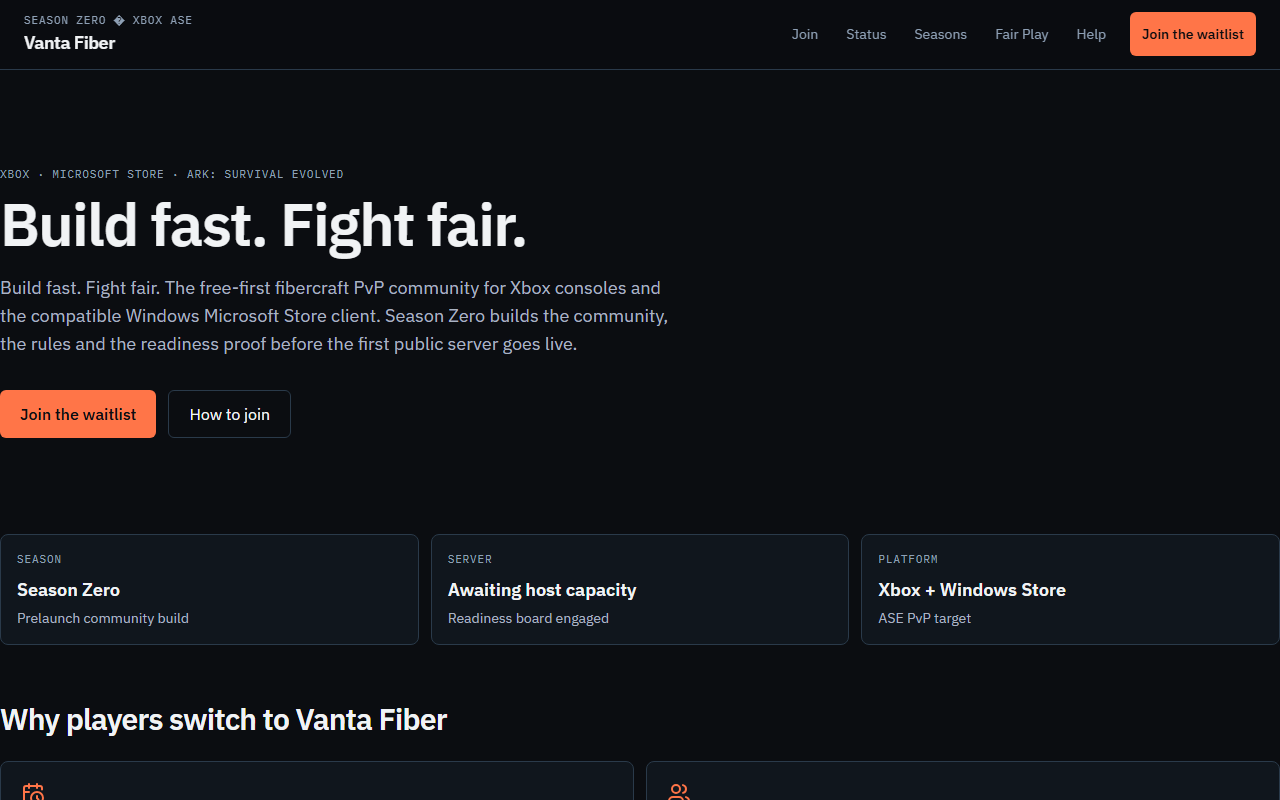 SEASON ZERO � XBOX ASE
Vanta Fiber
Join
Status
Seasons
Fair Play
Help
Join the waitlist
XBOX · MICROSOFT STORE · ARK: SURVIVAL EVOLVED
Build fast. Fight fair.
Build fast. Fight fair. The free-first fibercraft PvP community for Xbox consoles and
the compatible Windows Microsoft Store client. Season Zero builds the community,
the rules and the readiness proof before the first public server goes live.
Join the waitlist
How to join
SEASON
Season Zero
Prelaunch community build
SERVER
Awaiting host capacity
Readiness board engaged
PLATFORM
Xbox + Windows Store
ASE PvP target
Why players switch to Vanta Fiber